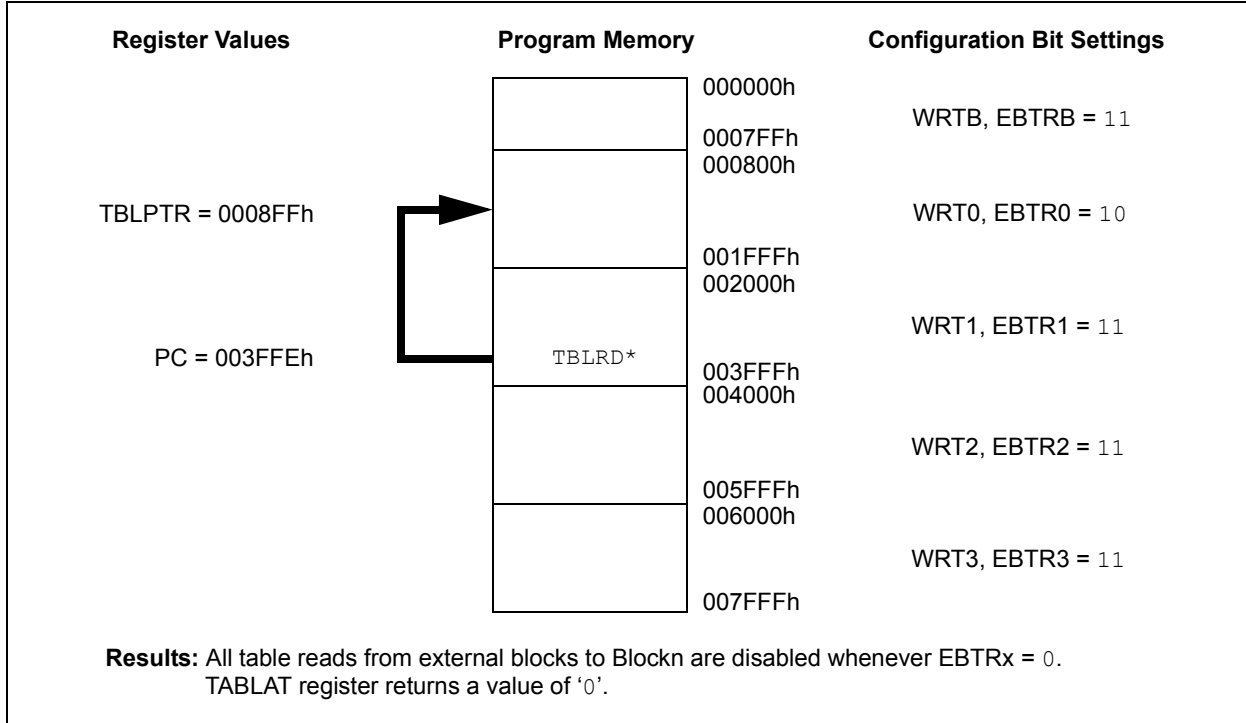 Register Values Program Memory Configuration Bit Settings
000000h
WRTB, EBTRB = 11
0007FFh
000800h
TBLPTR = 0008FFh
WRT0, EBTR0 = 10
001FFFh
002000h
WRT1, EBTR1 = 11
PC = 003FFEh
TBLRD*
003FFFh
004000h
WRT2, EBTR2 = 11
005FFFh
006000h
WRT3, EBTR3 = 11
007FFFh
Results: All table reads from external blocks to Blockn are disabled whenever EBTRx = 0.
TABLAT register returns a value of ‘0’.